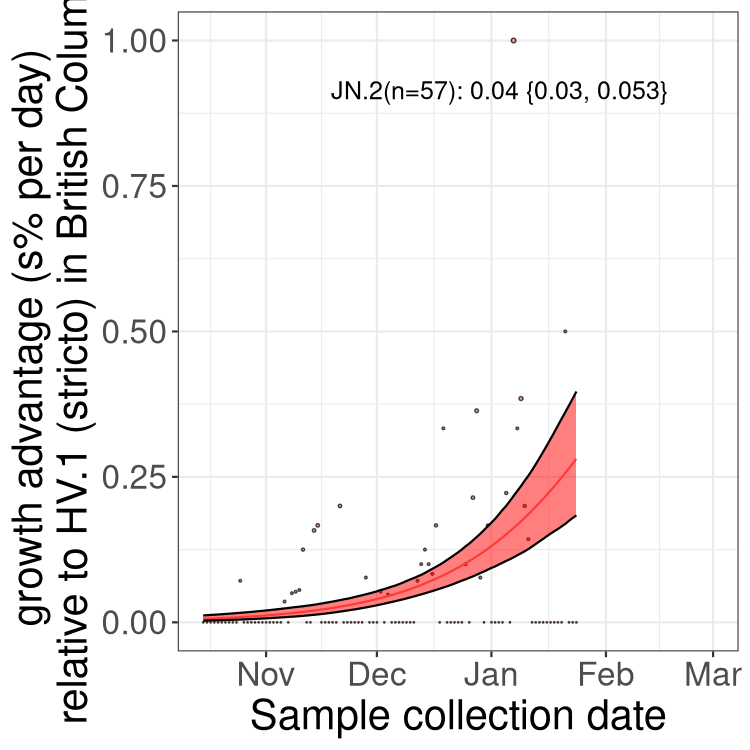 growth advantage (s% per day)
relative to HV.1 (stricto) in British Colum
1.00
JN.2(n=57): 0.04 {0.03, 0.053}
0.75
0.50
0.25
0.00
Nov Dec Jan Feb Mar
Sample collection date